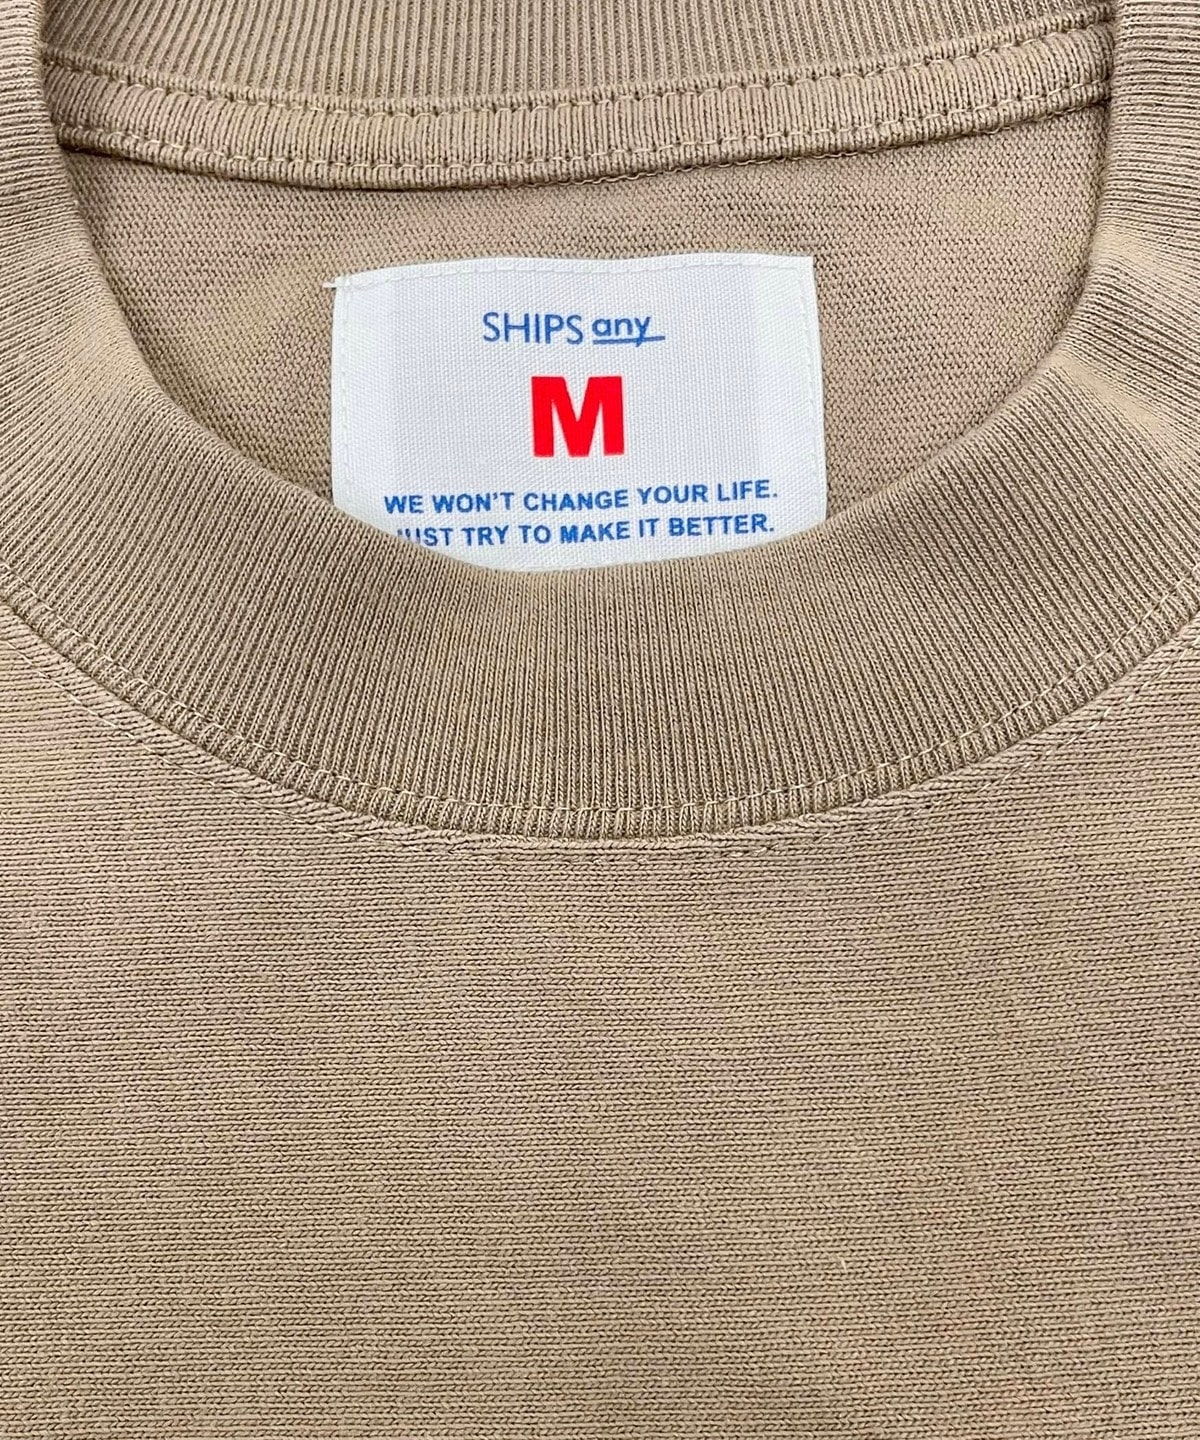 SHIPS any
M
WE WON'T CHANGE YOUR LIFE.
JUST TRY TO MAKE IT BETTER.